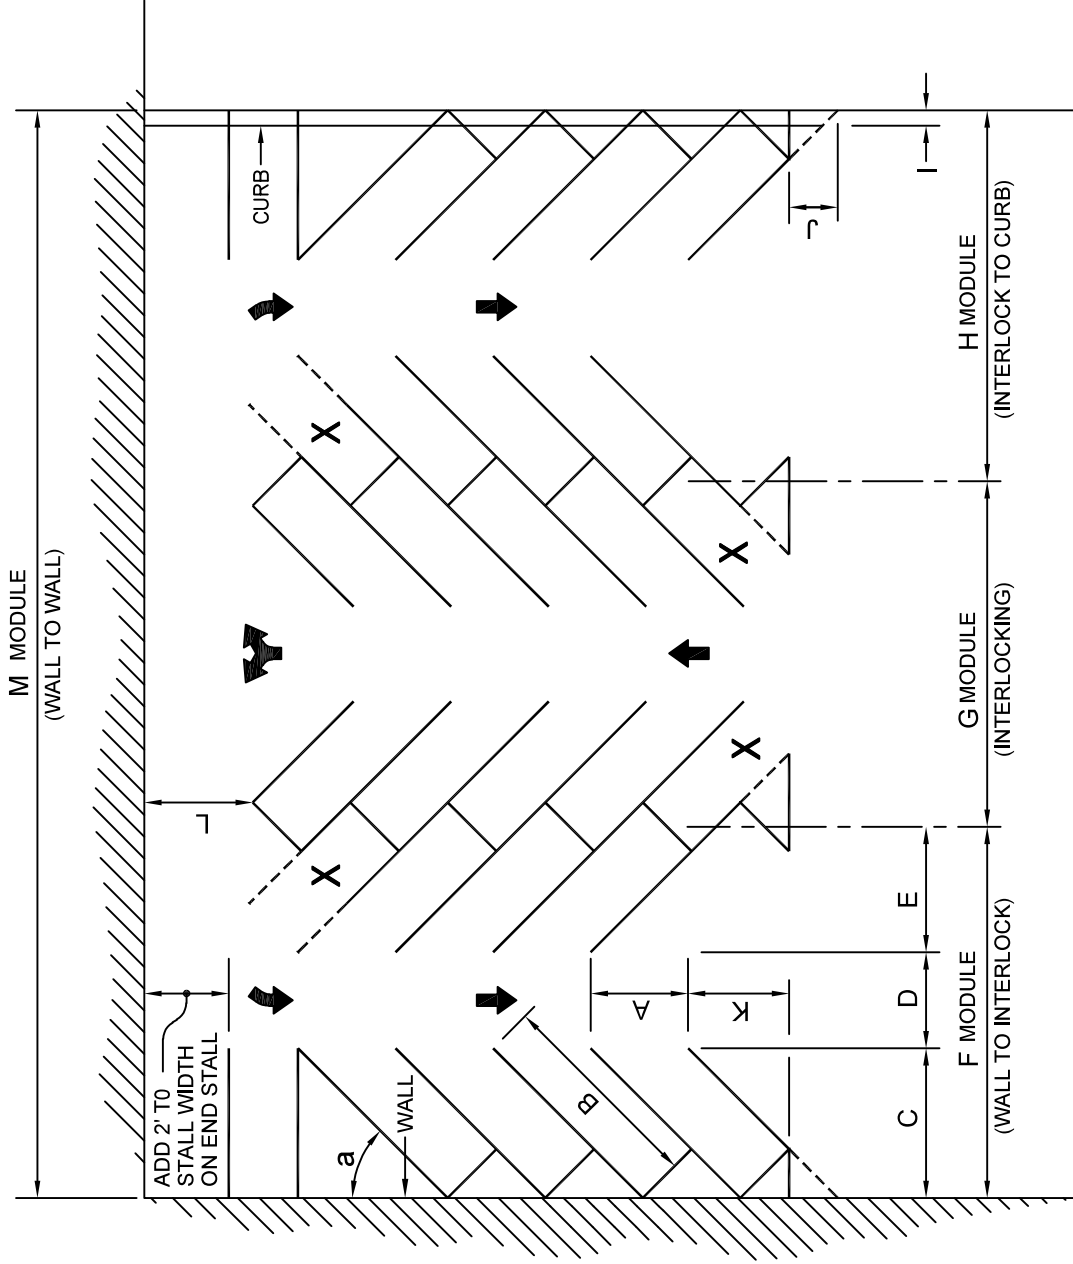 M MODULE
(WALL TO WALL)
CURB
I
J
H MODULE
(INTERLOCK TO CURB)
X
X
G MODULE
(INTERLOCKING)
X
X
L
E
D
C
A
K
B
F MODULE
(WALL TO INTERLOCK)
ADD 2' TO
STALL WIDTH
ON END STALL
WALL
a